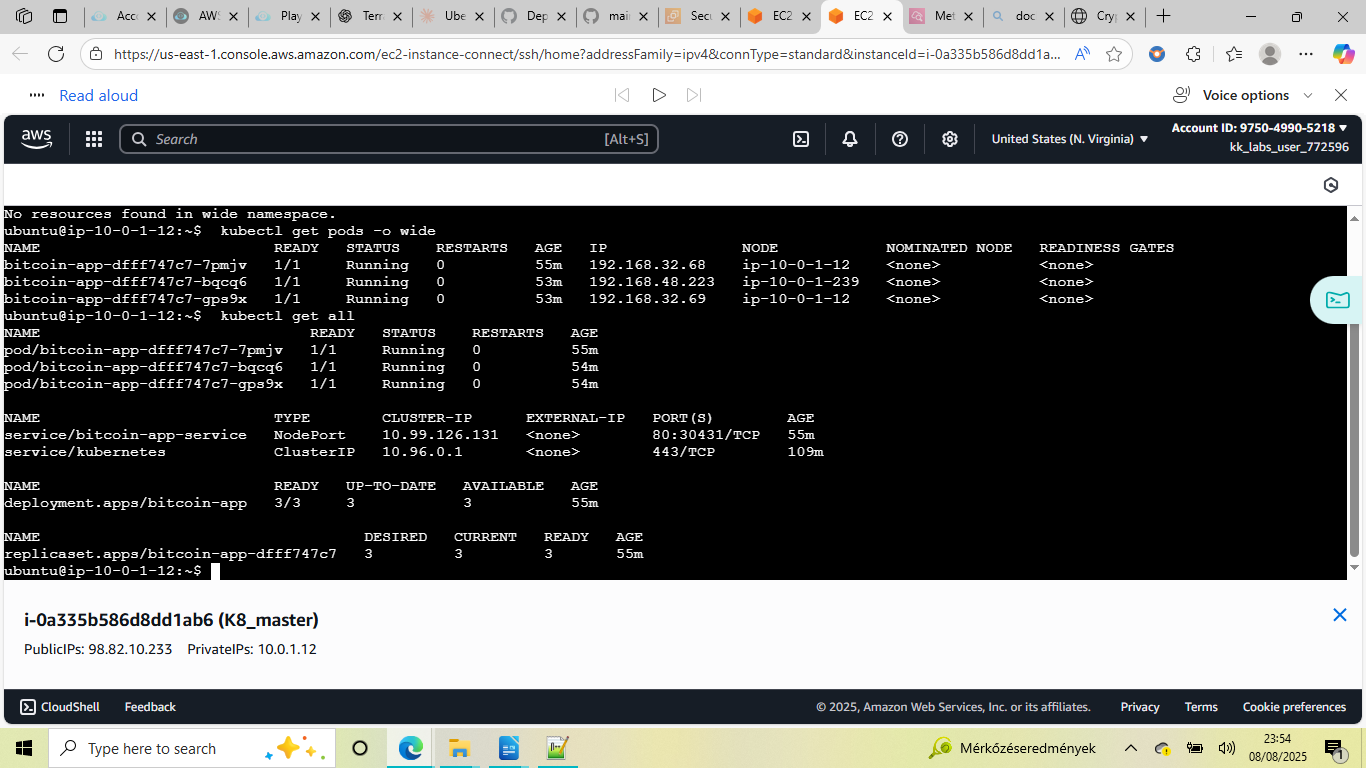 Acco
AWS
Play
Terra
Ube
Dep
mai
Secu
EC2
EC2
Met
doc
Cryp
https://us-east-1.console.aws.amazon.com/ec2-instance-connect/ssh/home?addressFamily=ipv4&connType=standard&instanceId=i-0a335b586d8dd1a...
Read aloud
Voice options
aws
Search
[Alt+S]
United States (N. Virginia)
Account ID: 9750-4990-5218
kk_labs_user_772596
No resources found in wide namespace.
ubuntu@ip-10-0-1-12:~$ kubectl get pods -o wide
NAME READY STATUS RESTARTS AGE IP NODE NOMINATED NODE READINESS GATES
bitcoin-app-dfff747c7-7pmjv 1/1 Running 0 55m 192.168.32.68 ip-10-0-1-12 <none> <none>
bitcoin-app-dfff747c7-bqcq6 1/1 Running 0 53m 192.168.48.223 ip-10-0-1-239 <none> <none>
bitcoin-app-dfff747c7-gps9x 1/1 Running 0 53m 192.168.32.69 ip-10-0-1-12 <none> <none>
ubuntu@ip-10-0-1-12:~$ kubectl get all
NAME READY STATUS RESTARTS AGE
pod/bitcoin-app-dfff747c7-7pmjv 1/1 Running 0 55m
pod/bitcoin-app-dfff747c7-bqcq6 1/1 Running 0 54m
pod/bitcoin-app-dfff747c7-gps9x 1/1 Running 0 54m
NAME TYPE CLUSTER-IP EXTERNAL-IP PORT(S) AGE
service/bitcoin-app-service NodePort 10.99.126.131 <none> 80:30431/TCP 55m
service/kubernetes ClusterIP 10.96.0.1 <none> 443/TCP 109m
NAME READY UP-TO-DATE AVAILABLE AGE
deployment.apps/bitcoin-app 3/3 3 3 55m
NAME DESIRED CURRENT READY AGE
replicaset.apps/bitcoin-app-dfff747c7 3 3 3 55m
ubuntu@ip-10-0-1-12:~$
i-0a335b586d8dd1ab6 (K8_master)
PublicIPs: 98.82.10.233 PrivateIPs: 10.0.1.12
CloudShell
Feedback
© 2025, Amazon Web Services, Inc. or its affiliates.
Privacy
Terms
Cookie preferences
Type here to search
Mérkőzéseredmények
23:54
08/08/2025
1